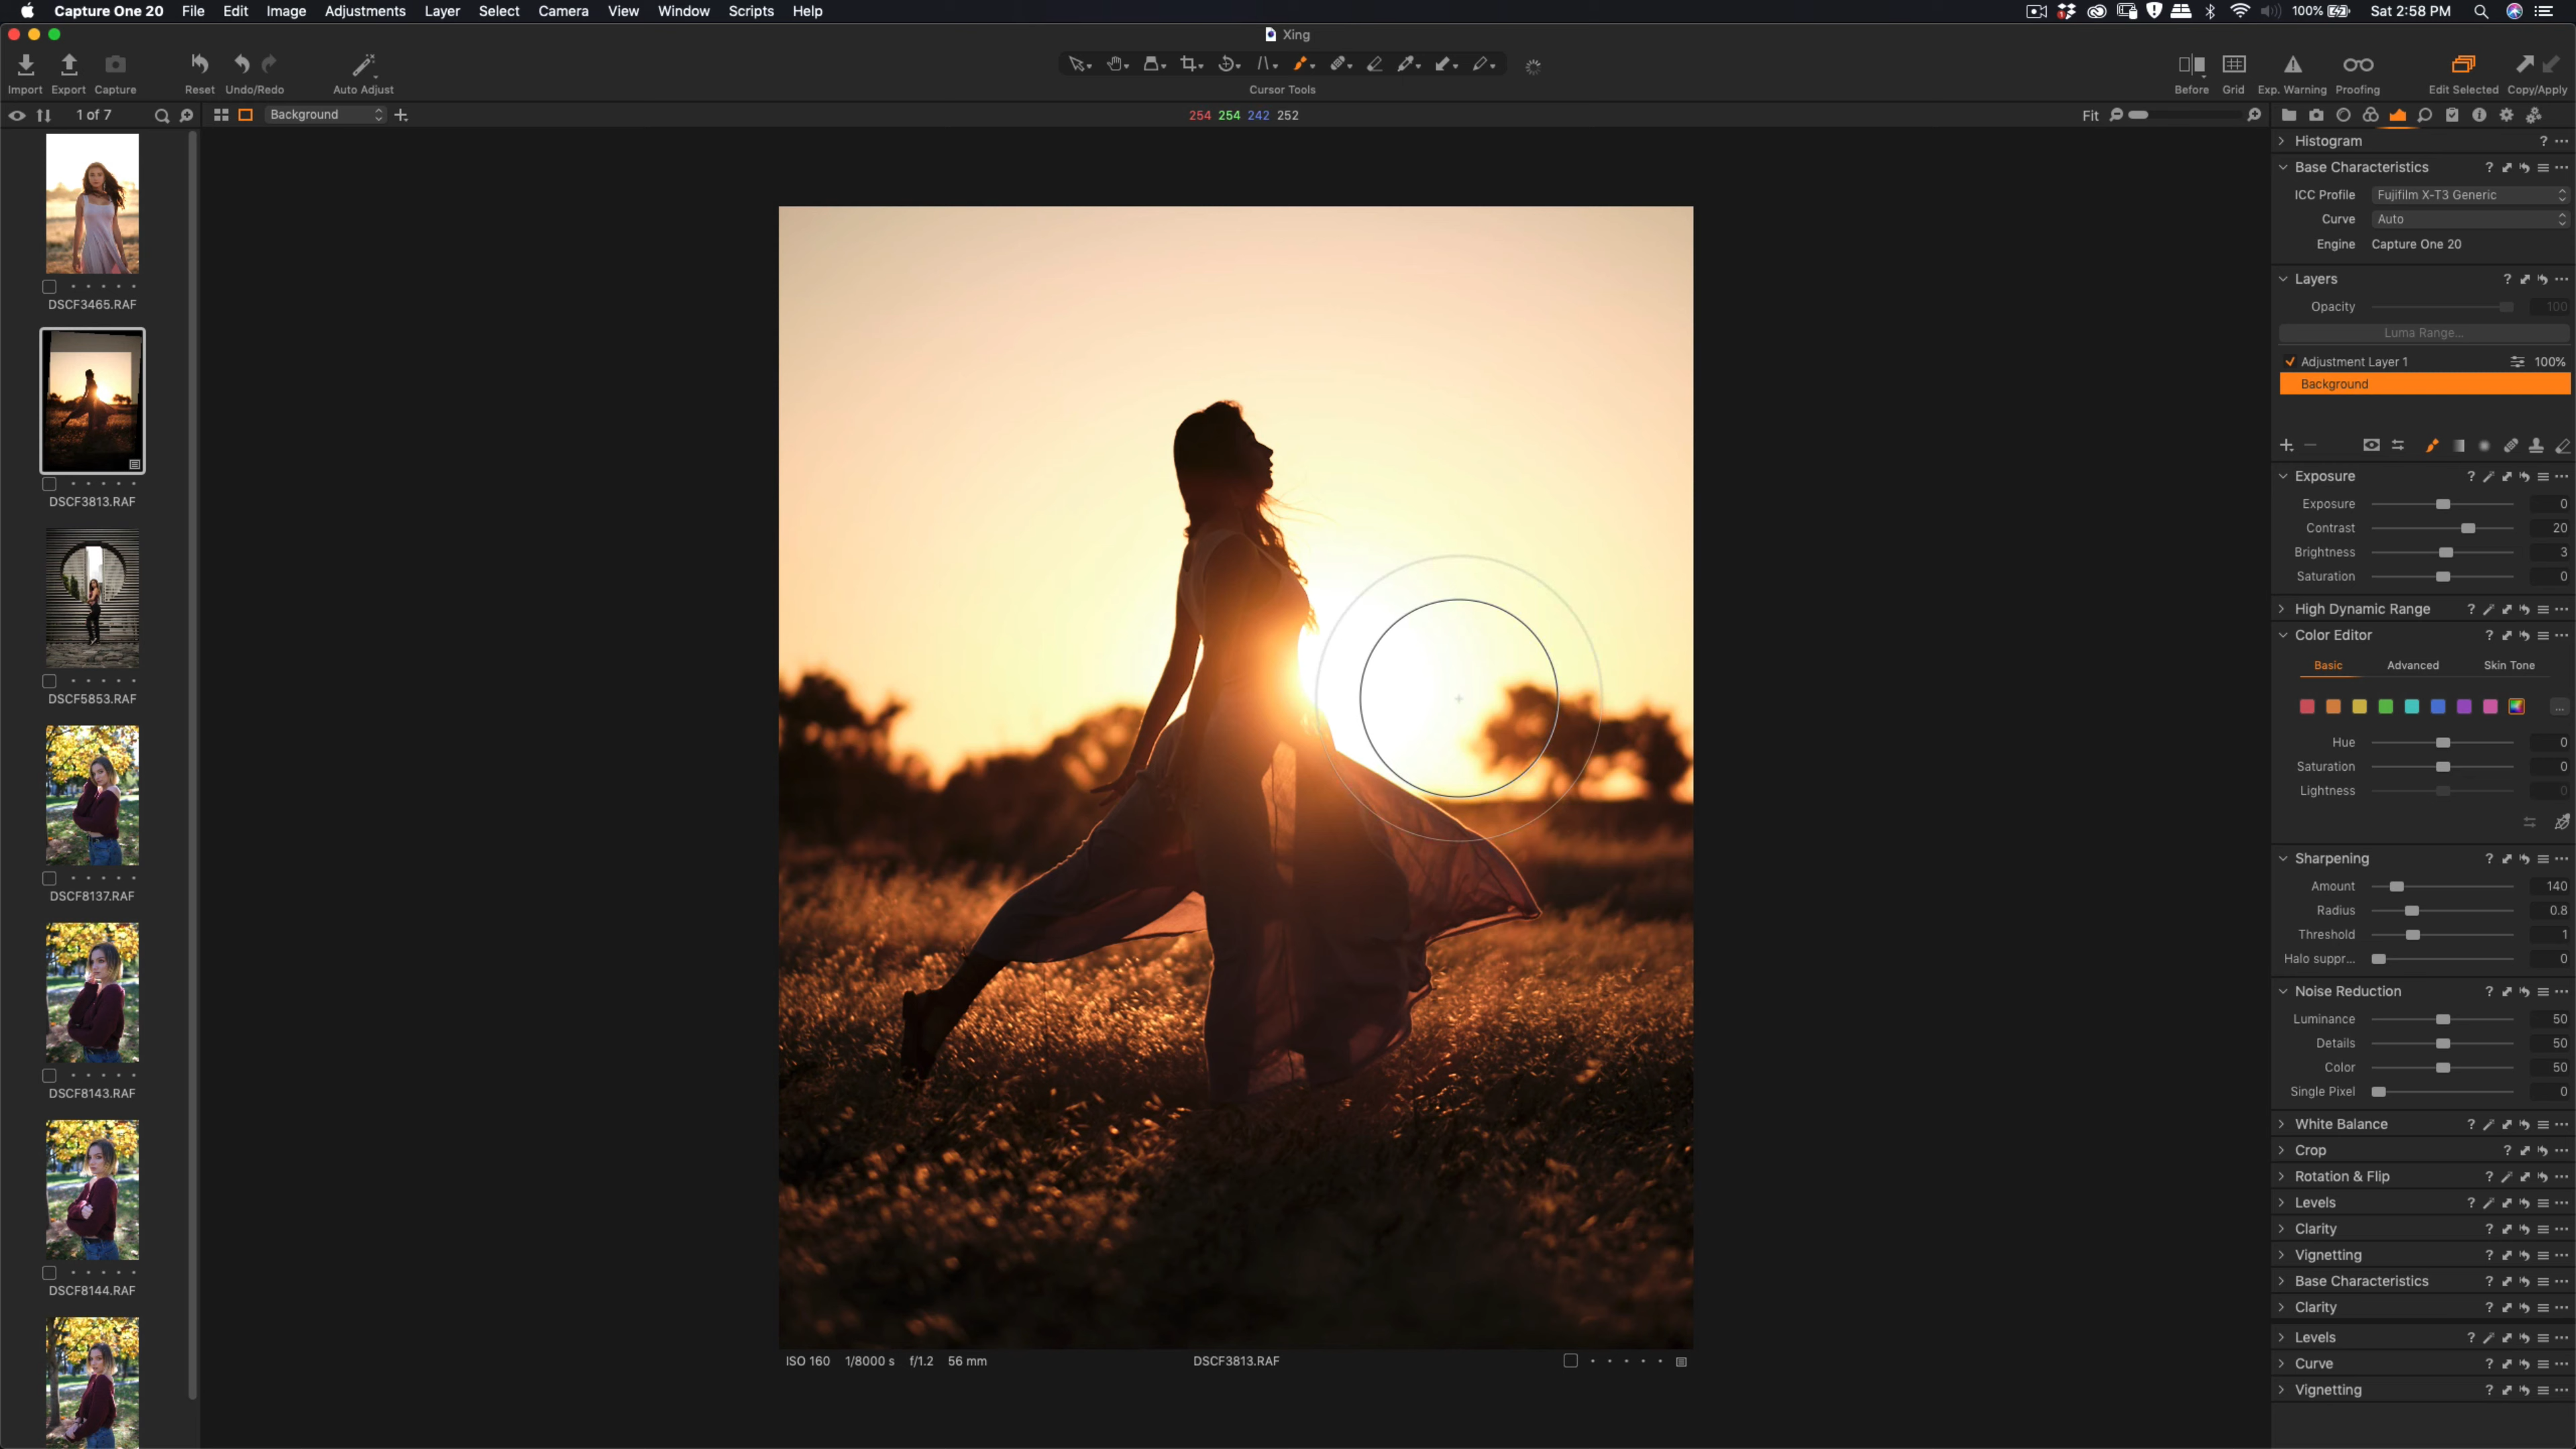 Capture One 20 File Edit Image Adjustments Layer Select Camera View Window Scripts Help
100% Sat 2:58 PM
Xing
Import Export Capture Reset Undo/Redo Auto Adjust Cursor Tools Before Grid Exp. Warning Proofing Edit Selected Copy/Apply
1 of 7 Background 254 254 242 252 Fit
DSCF3465.RAF
DSCF3813.RAF
DSCF5853.RAF
DSCF8137.RAF
DSCF8143.RAF
DSCF8144.RAF
ISO 160 1/8000 s f/1.2 56 mm DSCF3813.RAF
Histogram ? ...
Base Characteristics ? ...
ICC Profile Fujifilm X-T3 Generic
Curve Auto
Engine Capture One 20
Layers ? ...
Opacity 100
Luma Range...
Adjustment Layer 1 100%
Background
Exposure ? ...
Exposure 0
Contrast 20
Brightness 3
Saturation 0
High Dynamic Range ? ...
Color Editor ? ...
Basic Advanced Skin Tone
...
Hue 0
Saturation 0
Lightness 0
Sharpening ? ...
Amount 140
Radius 0.8
Threshold 1
Halo suppr... 0
Noise Reduction ? ...
Luminance 50
Details 50
Color 50
Single Pixel 0
White Balance ? ...
Crop ? ...
Rotation & Flip ? ...
Levels ? ...
Clarity ? ...
Vignetting ? ...
Base Characteristics ? ...
Clarity ? ...
Levels ? ...
Curve ? ...
Vignetting ? ...